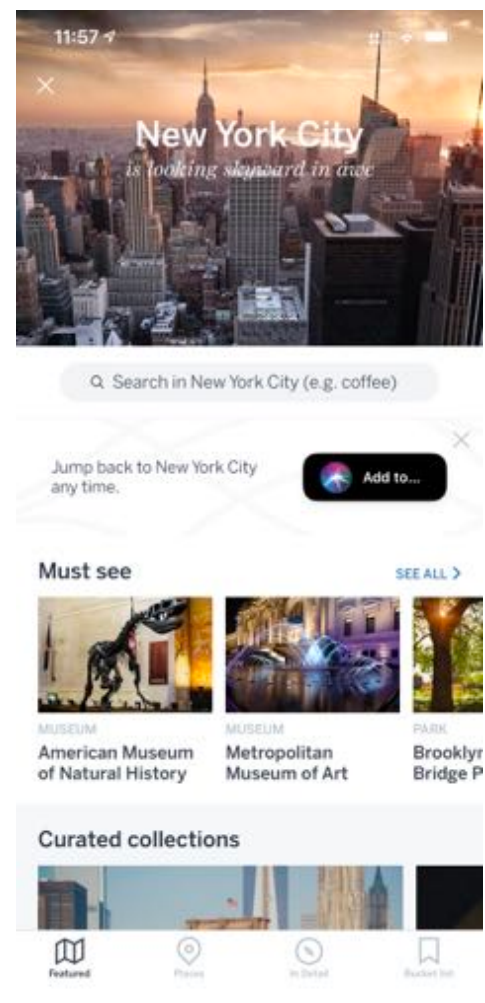 11:57
New York City
is looking skyward in awe
Search in New York City (e.g. coffee)
Jump back to New York City
any time.
Add to...
Must see
SEE ALL
MUSEUM
American Museum
of Natural History
MUSEUM
Metropolitan
Museum of Art
PARK
Brooklyn
Bridge P
Curated collections
Featured
Places
In Detail
Bucket list